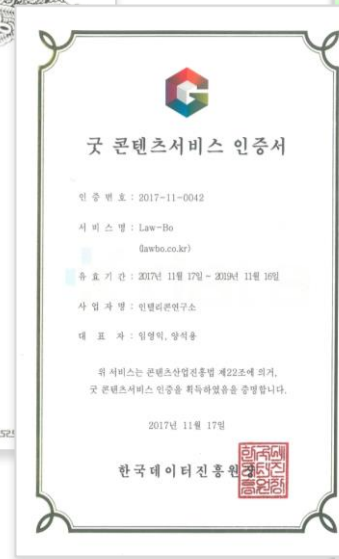 굿 콘텐츠서비스 인증서
인 증 번 호 : 2017-11-0042
서 비 스 명 : Law-Bo
(lawbo.co.kr)
유 효 기 간 : 2017년 11월 17일 ~ 2019년 11월 16일
사 업 자 명 : 인텔리콘연구소
대 표 자 : 임영익, 양석용
위 서비스는 콘텐츠산업진흥법 제22조에 의거,
굿 콘텐츠서비스 인증을 획득하였음을 증명합니다.
2017년 11월 17일
한국데이터진흥원장